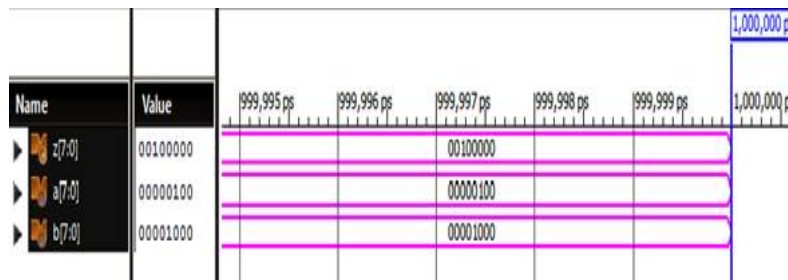 1,000,000 p
Name Value 999,995 ps 999,996 ps 999,997 ps 999,998 ps 999,999 ps 1,000,000 p
z[7:0] 00100000 00100000
a[7:0] 00000100 00000100
b[7:0] 00001000 00001000